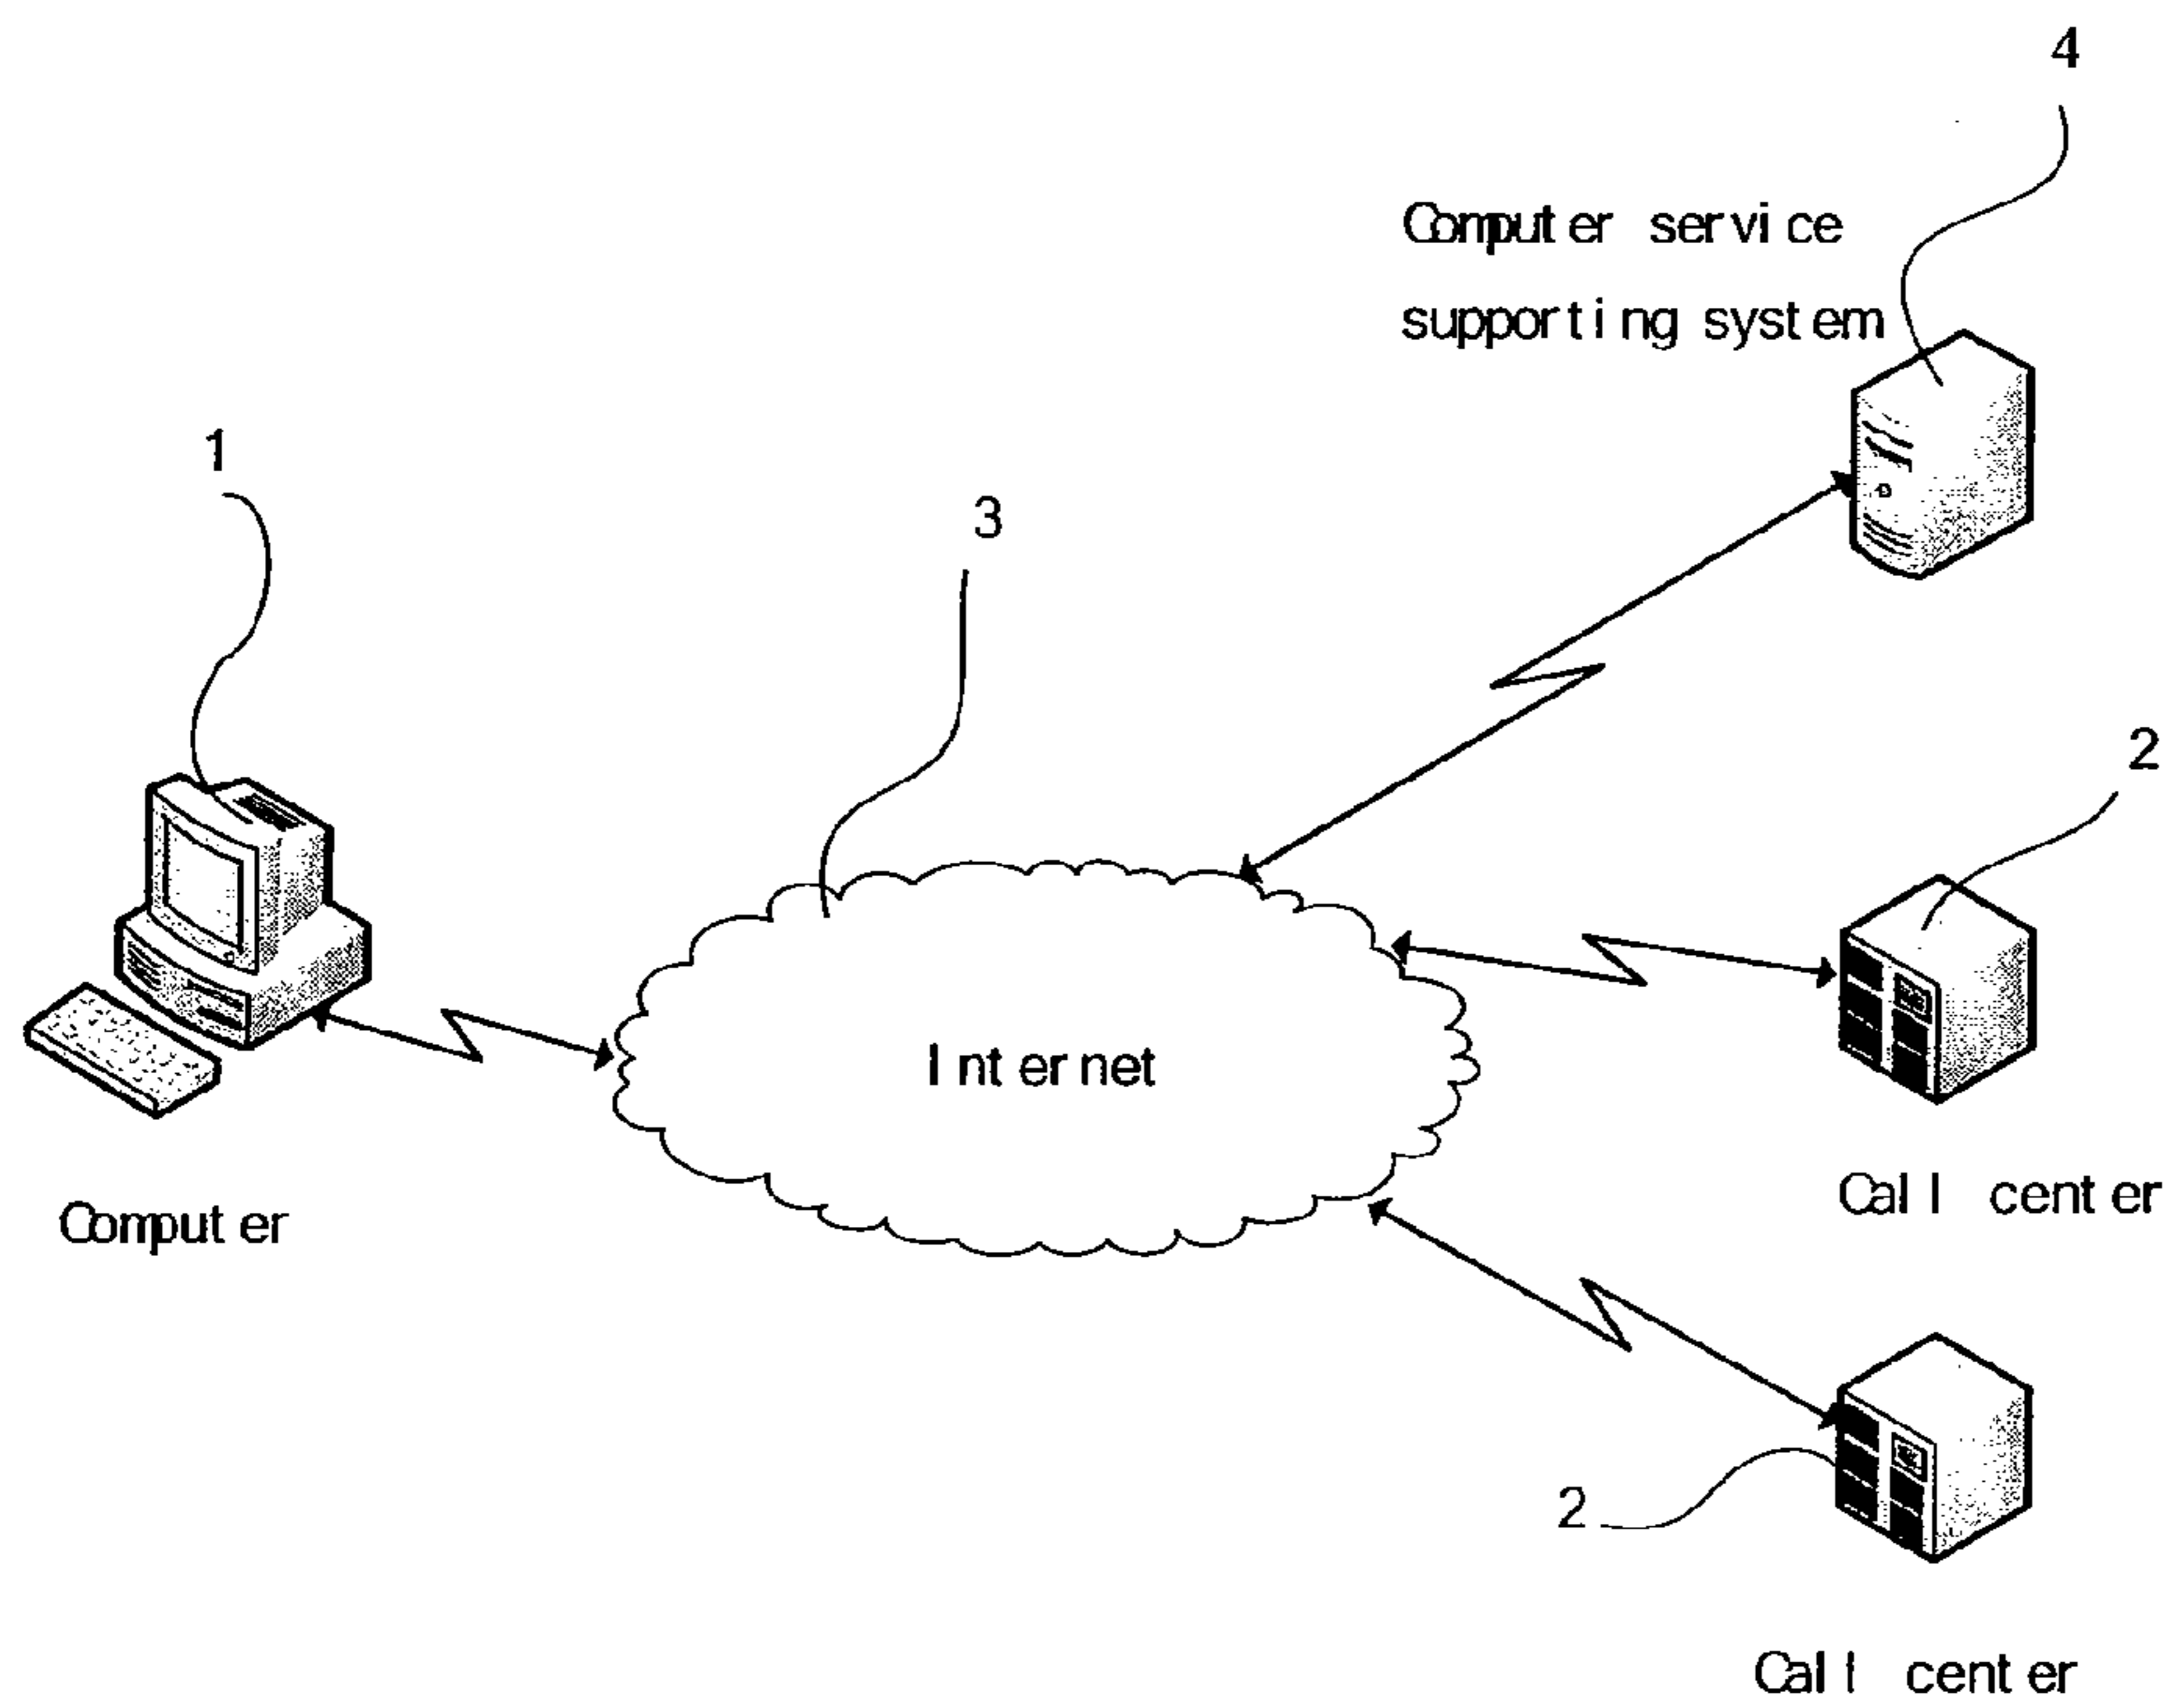 4
Computer service
supporting system
1
3
2
Internet
Call center
Computer
2
Call center